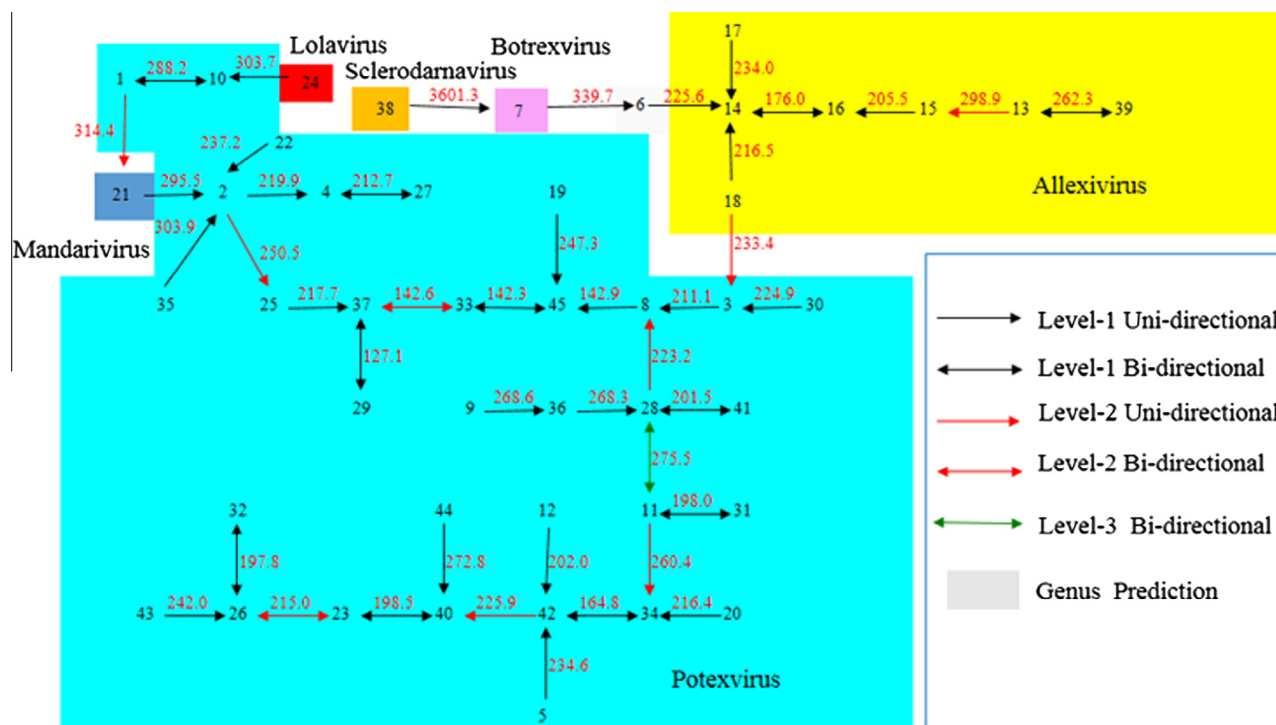 Lolavirus
Botrexvirus
Sclerodarnavirus
17
1 288.2 10 303.7 24
234.0
38 3601.3 7 339.7 6 225.6 14 176.0 16 205.5 15 298.9 13 262.3 39
314.4
237.2 22
216.5
21 295.5 2 219.9 4 212.7 27 19 18
Allexivirus
303.9
Mandarivirus
250.5
247.3
233.4
35 25 217.7 37 142.6 33 142.3 45 142.9 8 211.1 3 224.9 30
127.1
223.2
29 9 268.6 36 268.3 28 201.5 41
275.5
32 44 12 11 198.0 31
197.8 272.8 202.0 260.4
43 242.0 26 215.0 23 198.5 40 225.9 42 164.8 34 216.4 20
234.6
Potexvirus
5
Level-1 Uni-directional
Level-1 Bi-directional
Level-2 Uni-directional
Level-2 Bi-directional
Level-3 Bi-directional
Genus Prediction